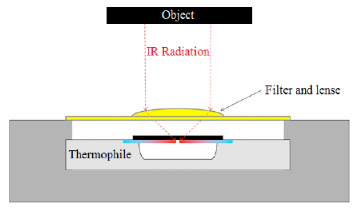 Object
IR Radiation
Filter and lense
Thermophile